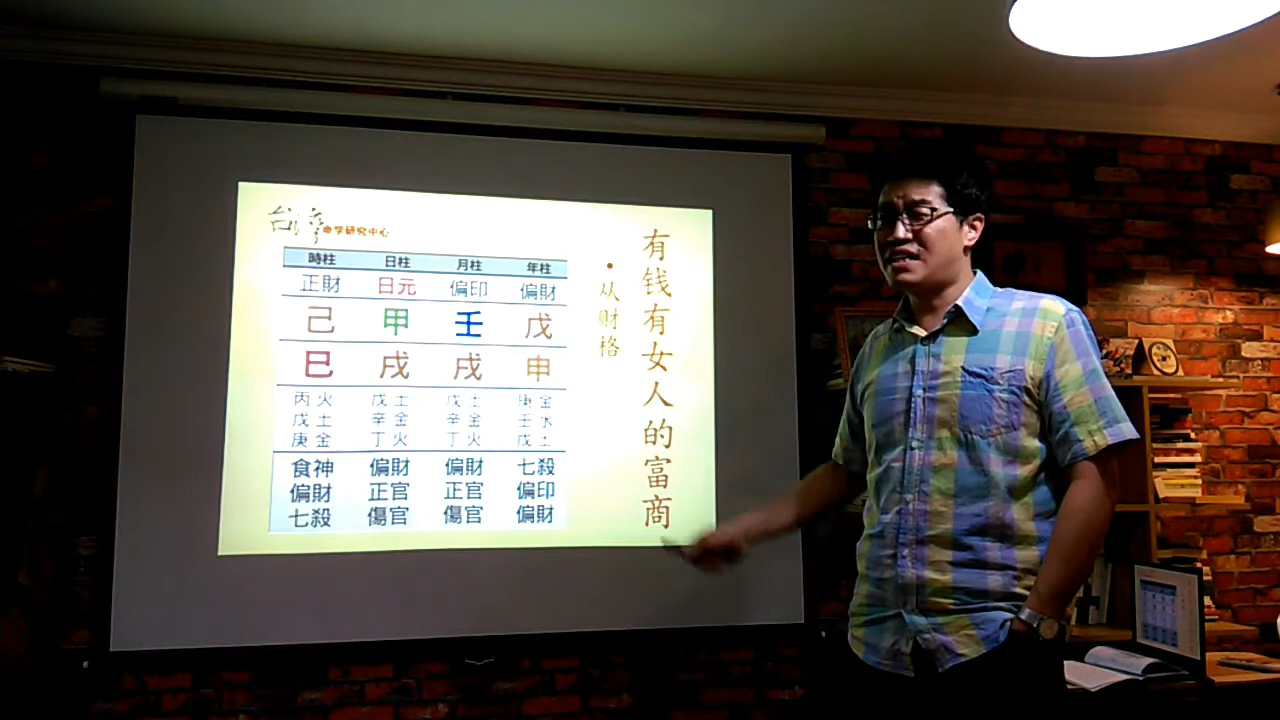 台灣命学研究中心
時柱 日柱 月柱 年柱
正財 日元 偏印 偏財
己 甲 壬 戊
巳 戌 戌 申
丙火 戊土 戊土 庚金
戊土 辛金 辛金 壬水
庚金 丁火 丁火 戊土
食神 偏財 偏財 七殺
偏財 正官 正官 偏印
七殺 傷官 傷官 偏財
有钱有女人的富商
•从财格